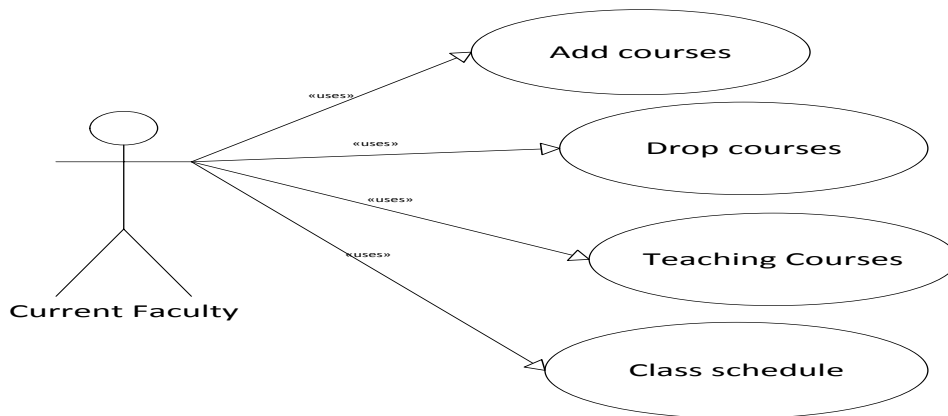 Add courses
«uses»
«uses»
Drop courses
«uses»
Teaching Courses
«uses»
Current Faculty
Class schedule